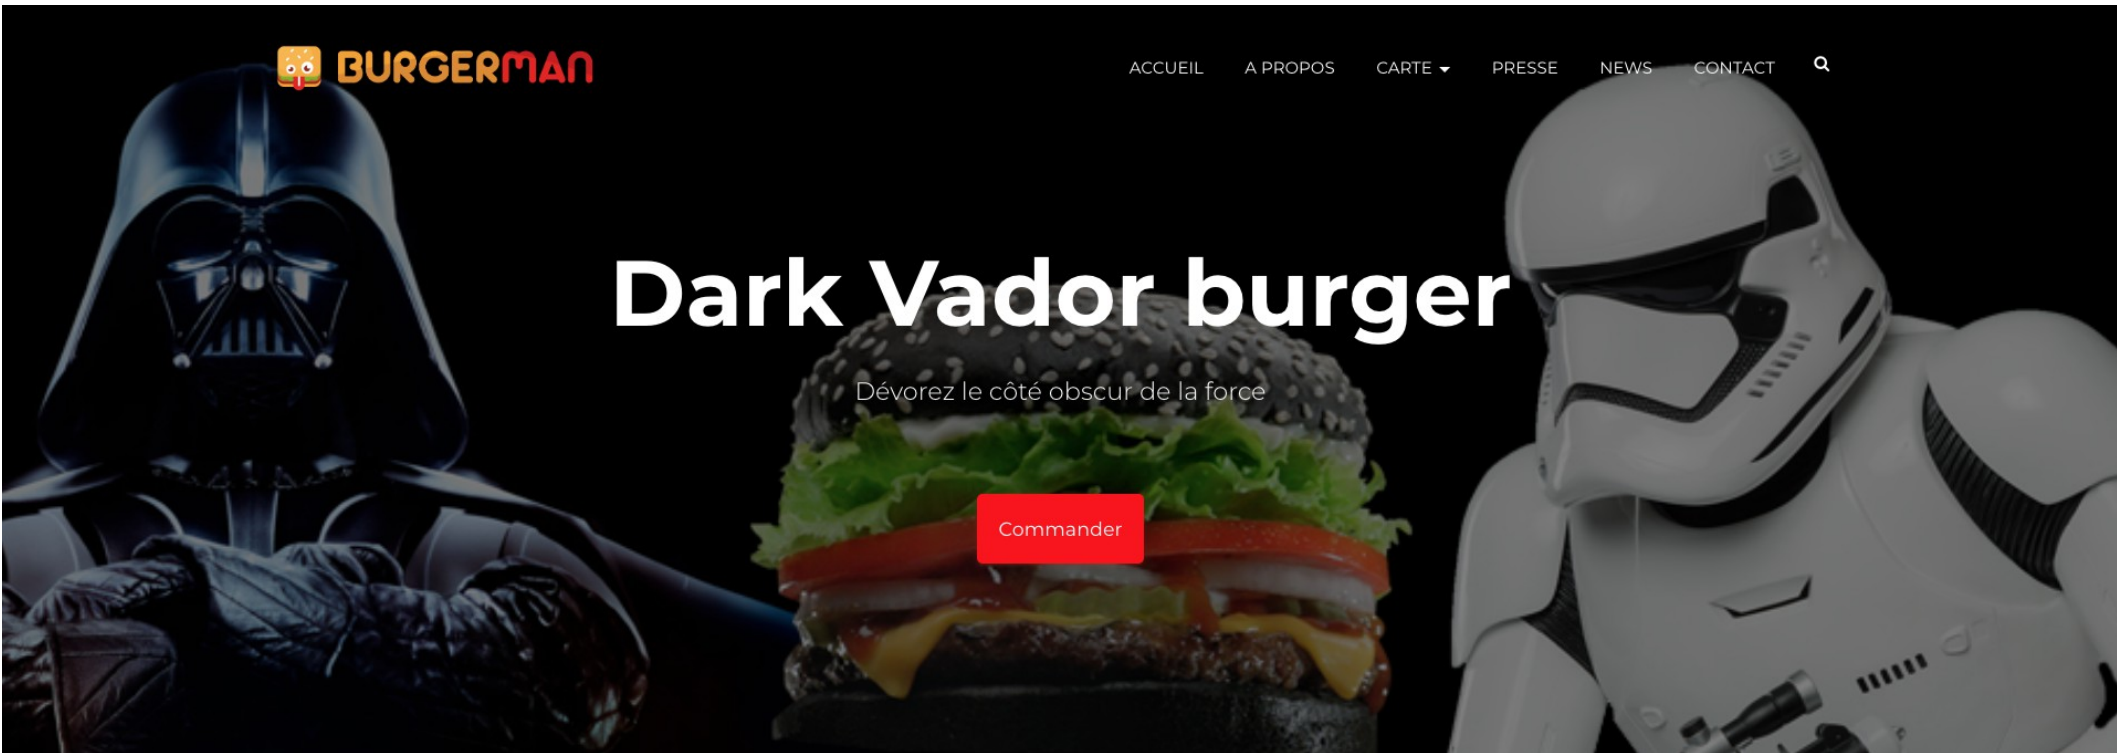 BURGERMAN
ACCUEIL A PROPOS CARTE PRESSE NEWS CONTACT
Dark Vador burger
Dévorez le côté obscur de la force
Commander